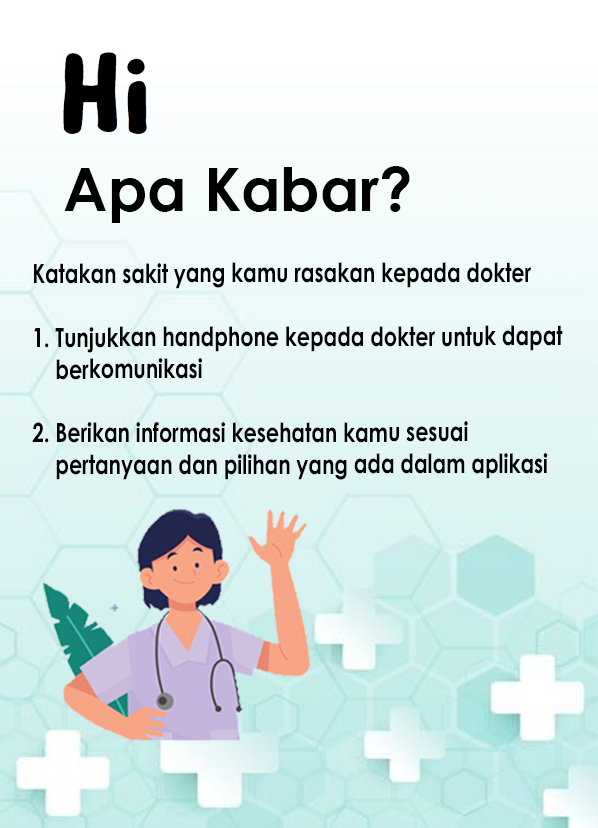 Hi
Apa Kabar?
Katakan sakit yang kamu rasakan kepada dokter
1. Tunjukkan handphone kepada dokter untuk dapat
berkomunikasi
2. Berikan informasi kesehatan kamu sesuai
pertanyaan dan pilihan yang ada dalam aplikasi